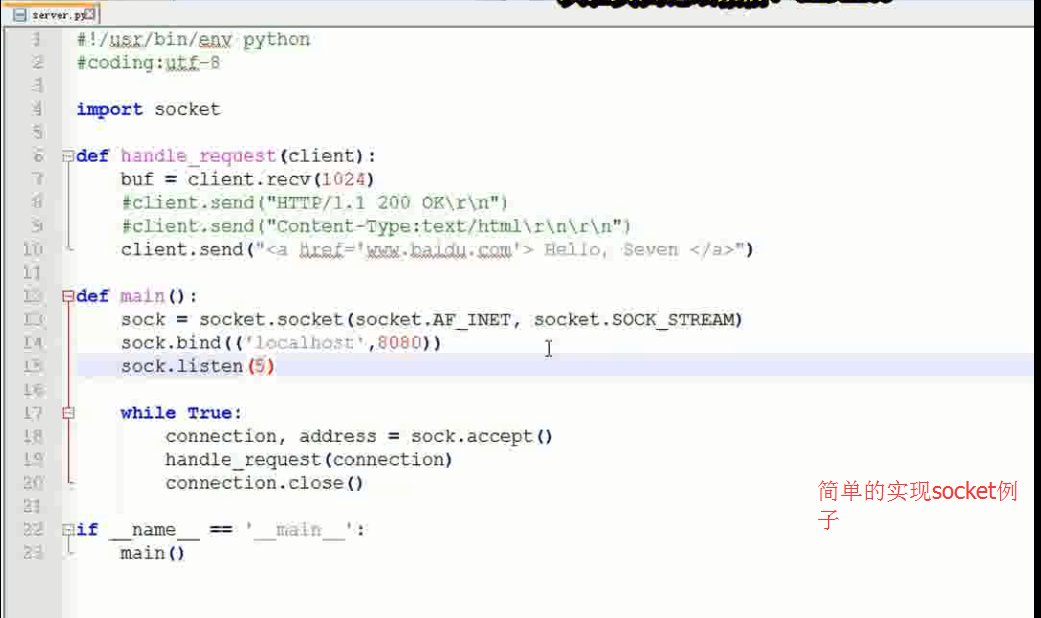 server.py
1 #!/usr/bin/env python
2 #coding:utf-8
3
4 import socket
5
6 def handle_request(client):
7 buf = client.recv(1024)
8 #client.send("HTTP/1.1 200 OK\r\n")
9 #client.send("Content-Type:text/html\r\n\r\n")
10 client.send("<a href='www.baidu.com'> Hello, Seven </a>")
11
12 def main():
13 sock = socket.socket(socket.AF_INET, socket.SOCK_STREAM)
14 sock.bind(('localhost',8080))
15 sock.listen(5)
16
17 while True:
18 connection, address = sock.accept()
19 handle_request(connection)
20 connection.close()
21
22 if __name__ == '__main__':
23 main()
简单的实现socket例
子